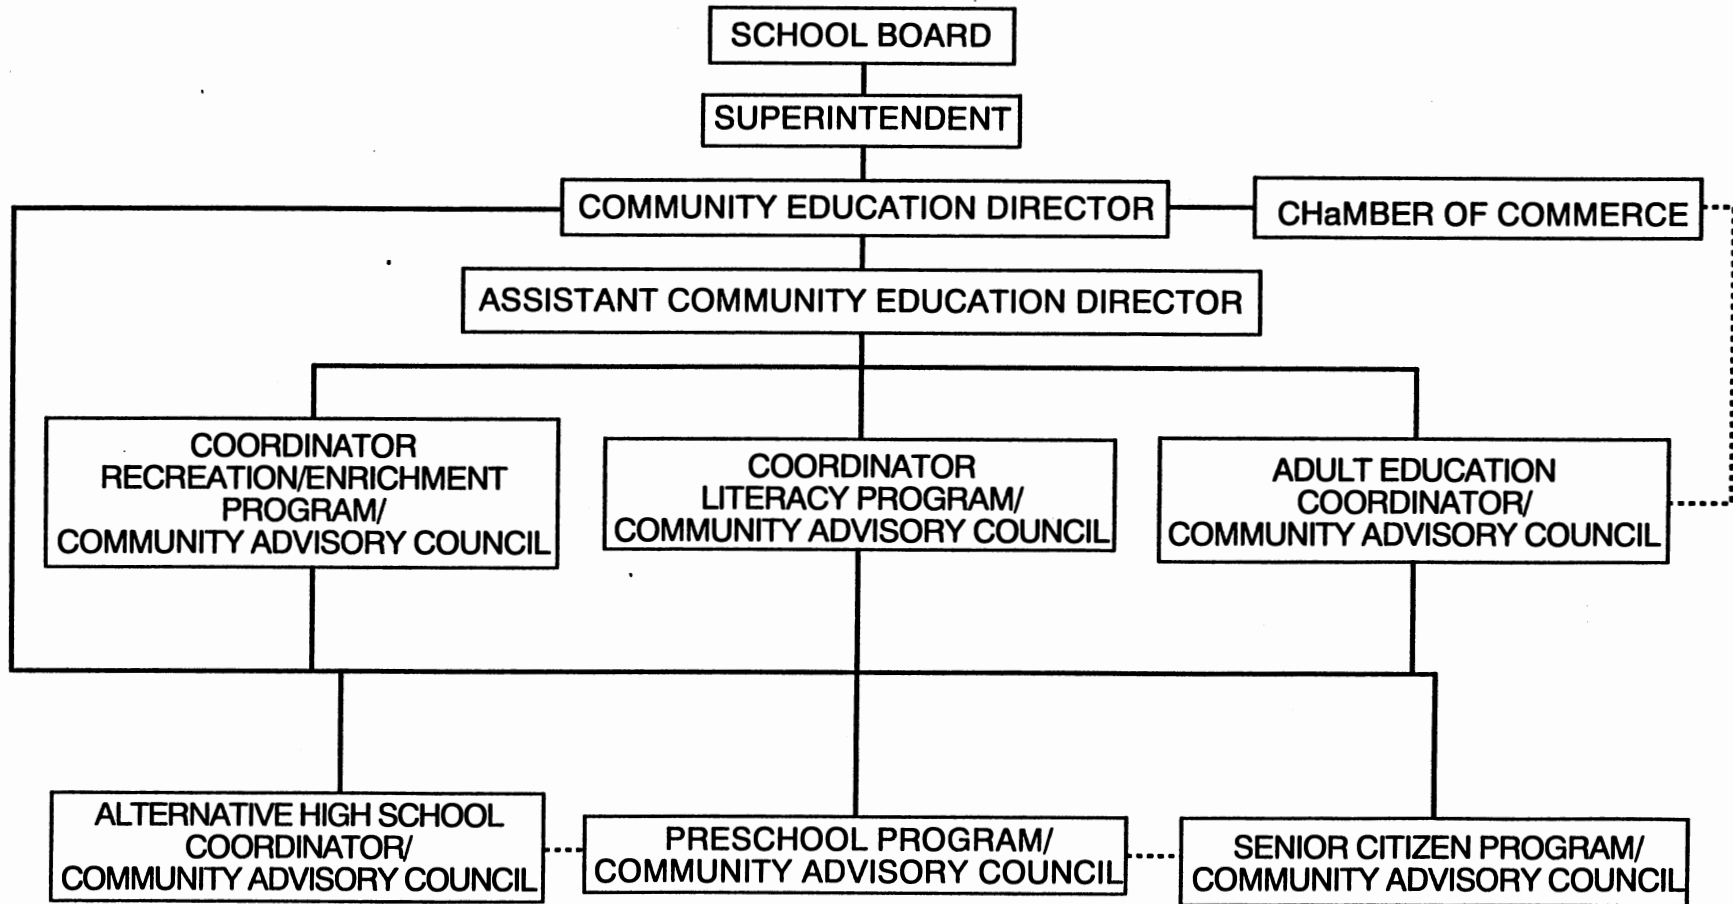 SCHOOL BOARD
SUPERINTENDENT
COMMUNITY EDUCATION DIRECTOR
CHaMBER OF COMMERCE
ASSISTANT COMMUNITY EDUCATION DIRECTOR
COORDINATOR
RECREATION/ENRICHMENT
PROGRAM/
COMMUNITY ADVISORY COUNCIL
COORDINATOR
LITERACY PROGRAM/
COMMUNITY ADVISORY COUNCIL
ADULT EDUCATION
COORDINATOR/
COMMUNITY ADVISORY COUNCIL
ALTERNATIVE HIGH SCHOOL
COORDINATOR/
COMMUNITY ADVISORY COUNCIL
PRESCHOOL PROGRAM/
COMMUNITY ADVISORY COUNCIL
SENIOR CITIZEN PROGRAM/
COMMUNITY ADVISORY COUNCIL